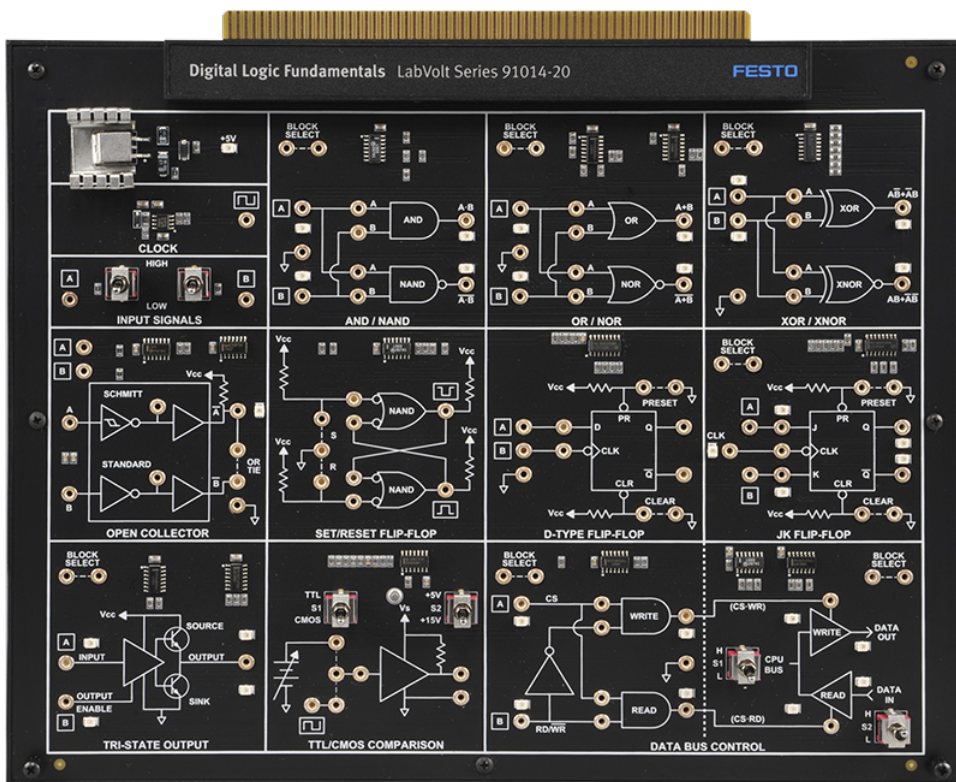 Digital Logic Fundamentals LabVolt Series 91014-20
FESTO
+5V
CLOCK
A
HIGH
B
LOW
INPUT SIGNALS
BLOCK SELECT
A
A
A·B
AND
B
A
A·B
NAND
B
B
AND / NAND
BLOCK SELECT
A
A
A+B
OR
B
A
NOR
B
B
A+B
OR / NOR
BLOCK SELECT
A
A
AB̅+A̅B
XOR
B
B
A
XNOR
B
AB+A̅B̅
XOR / XNOR
A
B
Vcc
SCHMITT
A
A̅
STANDARD
OR TIE
B
B̅
OPEN COLLECTOR
Vcc
Vcc
NAND
Vcc
S
Vcc
R
NAND
SET/RESET FLIP-FLOP
Vcc
PRESET
PR
A
D
Q
B
CLK
Q̅
CLR
CLEAR
Vcc
D-TYPE FLIP-FLOP
BLOCK SELECT
Vcc
PRESET
PR
A
J
Q
CLK
CLK
K
Q̅
B
CLR
CLEAR
Vcc
JK FLIP-FLOP
BLOCK SELECT
Vcc
SOURCE
A
INPUT
OUTPUT
OUTPUT ENABLE
SINK
B
TRI-STATE OUTPUT
TTL
S1
CMOS
+5V
S2
+15V
Vs
TTL/CMOS COMPARISON
BLOCK SELECT
A
CS
WRITE
READ
B
RD/W̅R̅
(CS·WR)
BLOCK SELECT
WRITE
DATA OUT
H
S1
L
CPU BUS
READ
DATA IN
(CS·RD)
H
S2
L
DATA BUS CONTROL